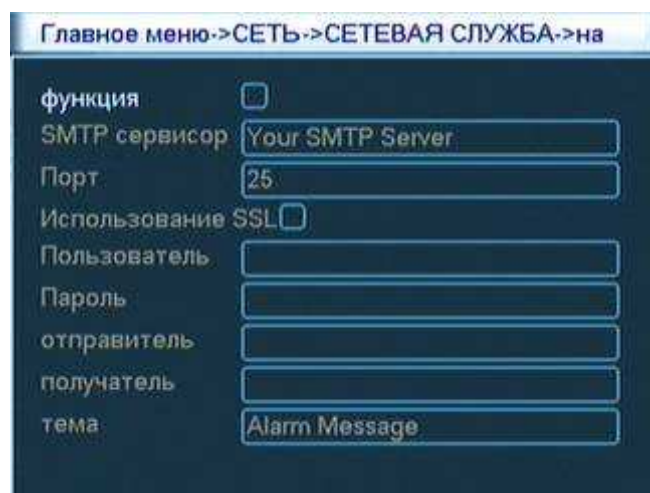 Главное меню->СЕТЬ->СЕТЕВАЯ СЛУЖБА->на
функция
SMTP сервисор Your SMTP Server
Порт 25
Использование SSL
Пользователь
Пароль
отправитель
получатель
тема Alarm Message